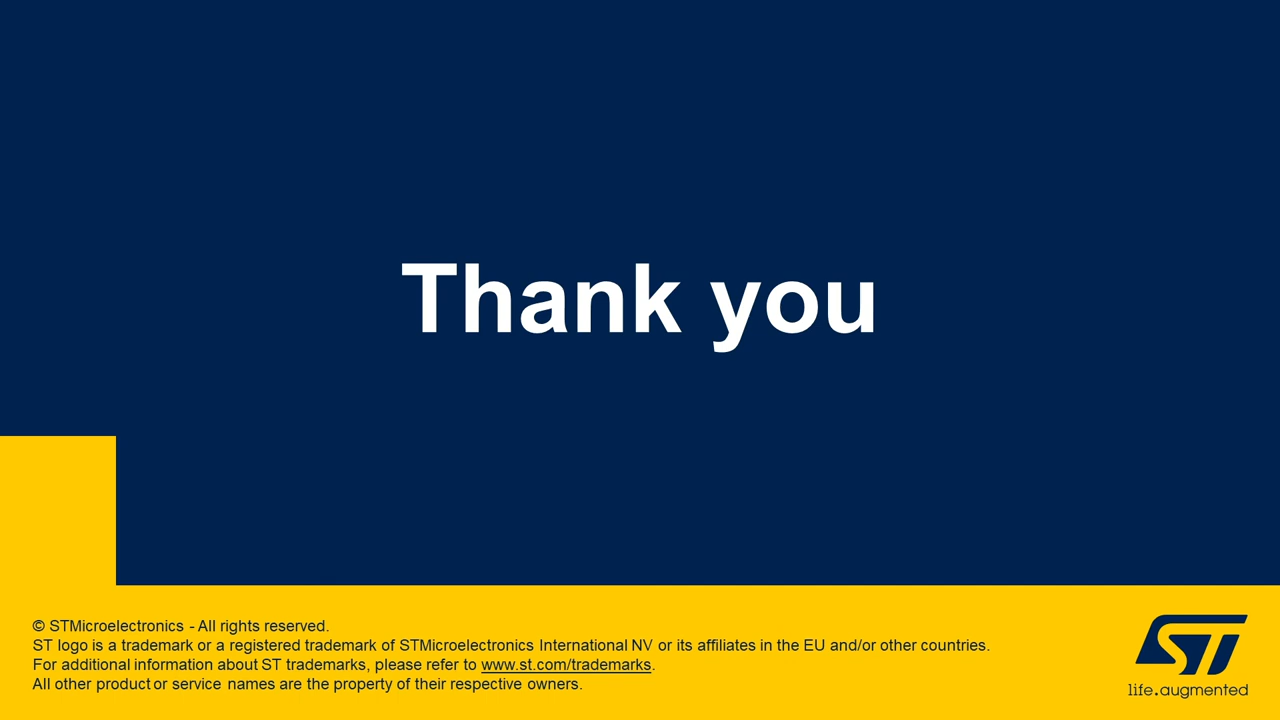 Thank you
© STMicroelectronics - All rights reserved.
ST logo is a trademark or a registered trademark of STMicroelectronics International NV or its affiliates in the EU and/or other countries.
For additional information about ST trademarks, please refer to www.st.com/trademarks.
All other product or service names are the property of their respective owners.
ST
life.augmented